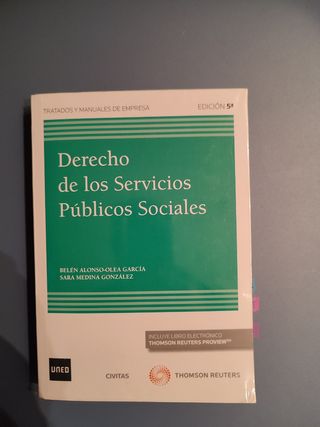 TRATADOS Y MANUALES DE EMPRESA
EDICIÓN 5ª
Derecho
de los Servicios
Públicos Sociales
BELÉN ALONSO-OLEA GARCÍA
SARA MEDINA GONZÁLEZ
INCLUYE LIBRO ELECTRÓNICO
THOMSON REUTERS PROVIEW™
UNED
CIVITAS
THOMSON REUTERS